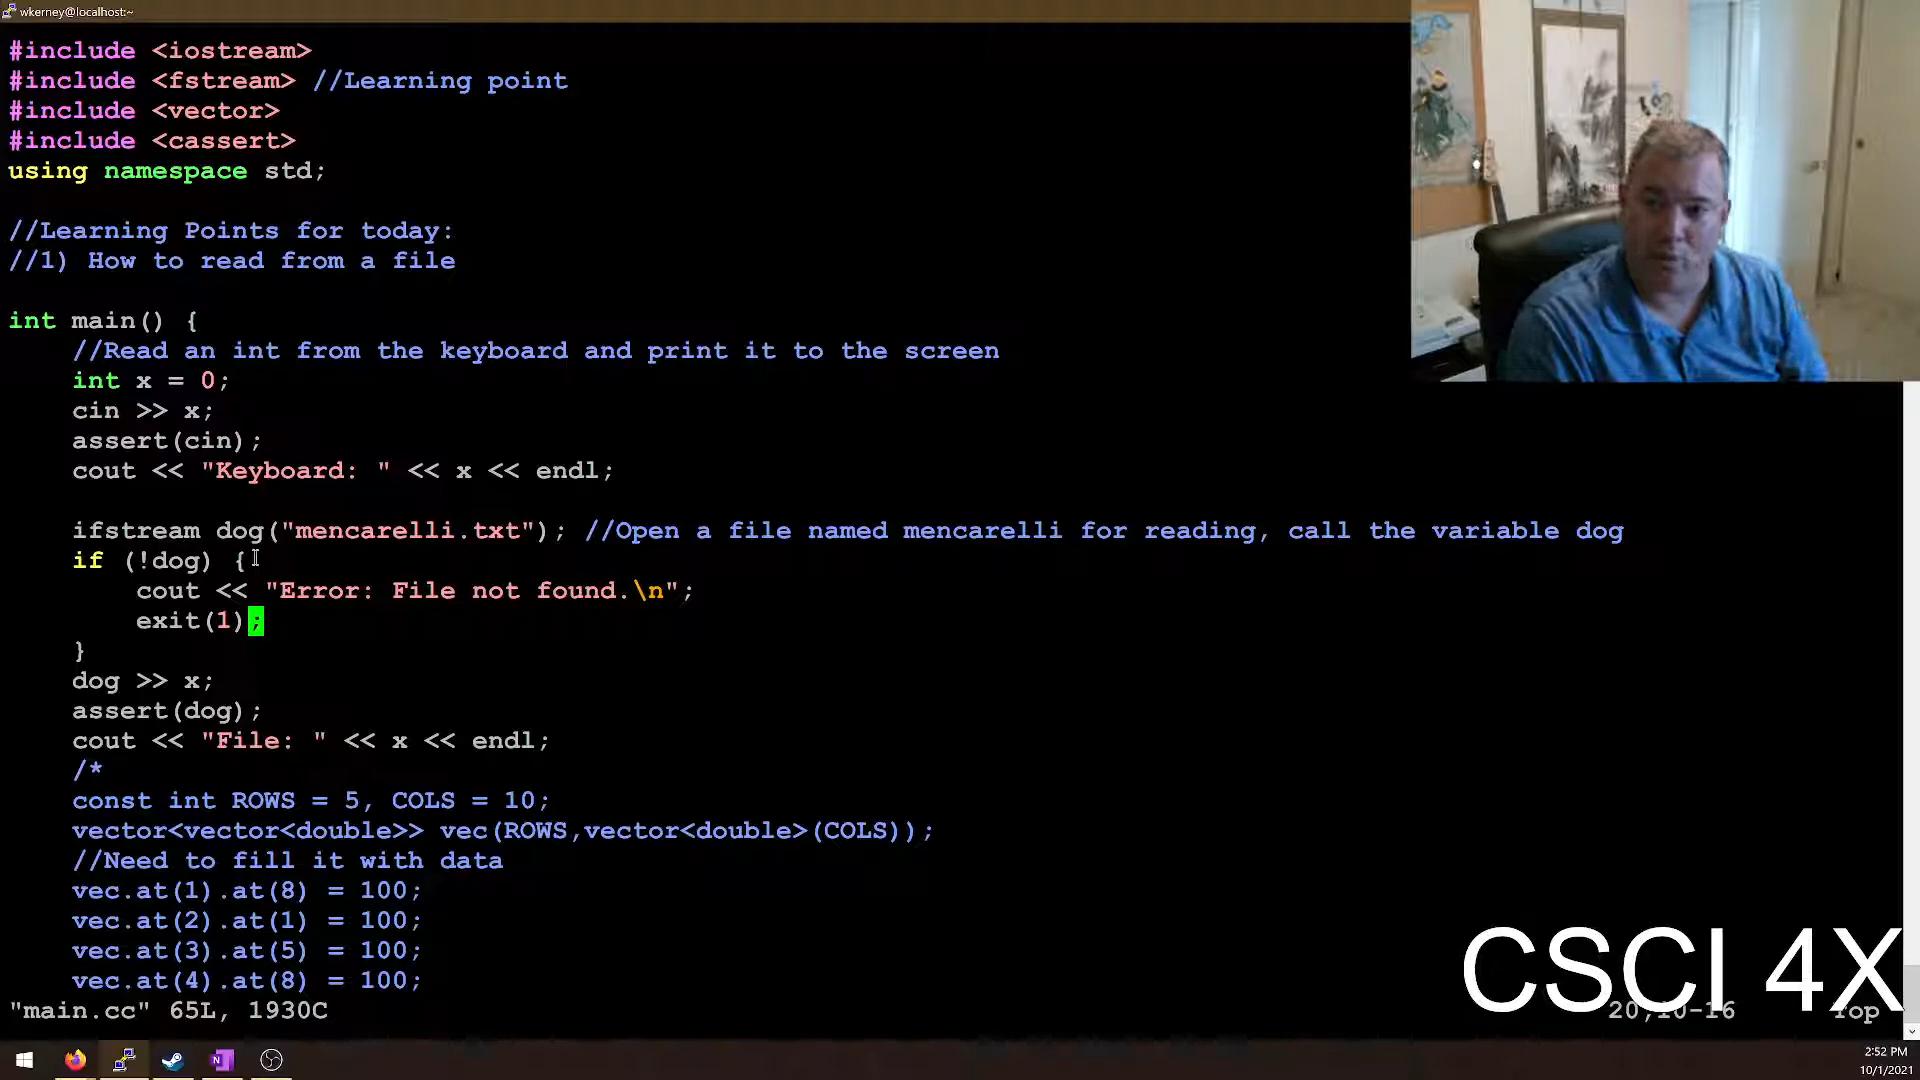 wkerney@localhost:~
#include <iostream>
#include <fstream> //Learning point
#include <vector>
#include <cassert>
using namespace std;
//Learning Points for today:
//1) How to read from a file
int main() {
//Read an int from the keyboard and print it to the screen
int x = 0;
cin >> x;
assert(cin);
cout << "Keyboard: " << x << endl;
ifstream dog("mencarelli.txt"); //Open a file named mencarelli for reading, call the variable dog
if (!dog) {
cout << "Error: File not found.\n";
exit(1);
}
dog >> x;
assert(dog);
cout << "File: " << x << endl;
/*
const int ROWS = 5, COLS = 10;
vector<vector<double>> vec(ROWS,vector<double>(COLS));
//Need to fill it with data
vec.at(1).at(8) = 100;
vec.at(2).at(1) = 100;
vec.at(3).at(5) = 100;
vec.at(4).at(8) = 100;
"main.cc" 65L, 1930C
20,10-16
Top
CSCI 4X
2:52 PM
10/1/2021